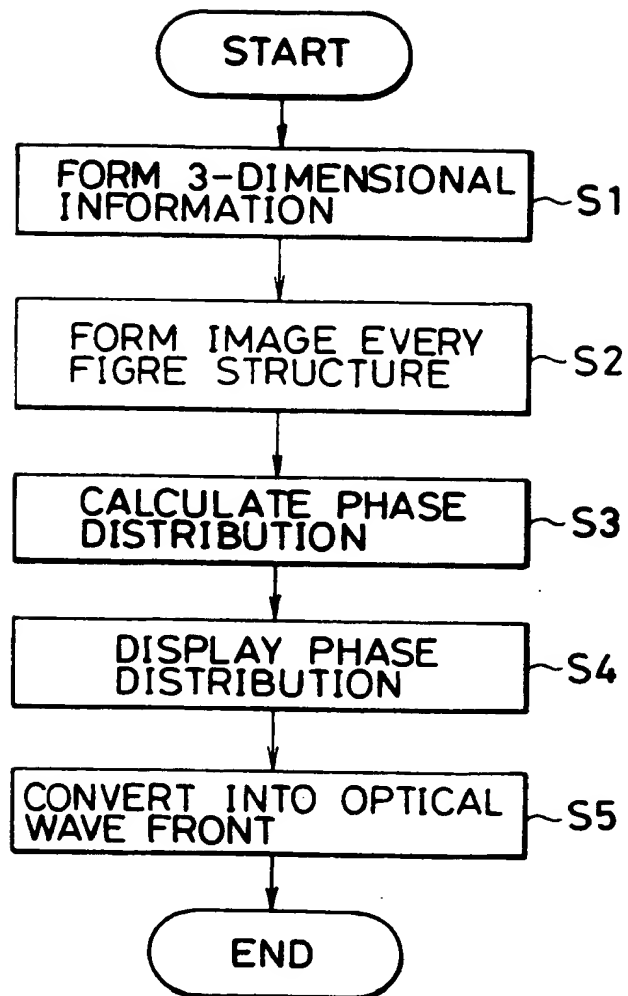 START
FORM 3-DIMENSIONAL
INFORMATION
S1
FORM IMAGE EVERY
FIGRE STRUCTURE
S2
CALCULATE PHASE
DISTRIBUTION
S3
DISPLAY PHASE
DISTRIBUTION
S4
CONVERT INTO OPTICAL
WAVE FRONT
S5
END